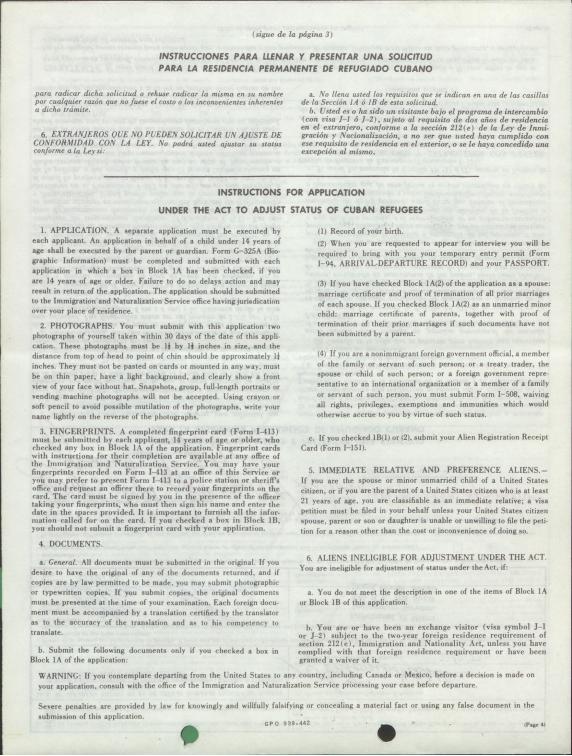 (sigue de la página 3)
INSTRUCCIONES PARA LLENAR Y PRESENTAR UNA SOLICITUD
PARA LA RESIDENCIA PERMANENTE DE REFUGIADO CUBANO
para radicar dicha solicitud o rehuse radicar la misma en su nombre
por cualquier razón que no fuese el costo o los inconvenientes inherentes
a dicho trámite.
6. EXTRANJEROS QUE NO PUEDEN SOLICITAR UN AJUSTE DE
CONFORMIDAD CON LA LEY. No podrá usted ajustar su status
conforme a la Ley si:
a. No llena usted los requisitos que se indican en una de las casillas
de la Sección 1A ó 1B de esta solicitud.
b. Usted es o ha sido un visitante bajo el programa de intercambio
(con visa J-1 ó J-2), sujeto al requisito de dos años de residencia
en el extranjero, conforme a la sección 212(e) de la Ley de Inmi-
gración y Nacionalización, a no ser que usted haya cumplido con
ese requisito de residencia en el exterior, o se le haya concedido una
excepción al mismo.
INSTRUCTIONS FOR APPLICATION
UNDER THE ACT TO ADJUST STATUS OF CUBAN REFUGEES
1. APPLICATION. A separate application must be executed by
each applicant. An application in behalf of a child under 14 years of
age shall be executed by the parent or guardian. Form G-325A (Bio-
graphic Information) must be completed and submitted with each
application in which a box in Block 1A has been checked, if you
are 14 years of age or older. Failure to do so delays action and may
result in return of the application. The application should be submitted
to the Immigration and Naturalization Service office having jurisdication
over your place of residence.
2. PHOTOGRAPHS. You must submit with this application two
photographs of yourself taken within 30 days of the date of this appli-
cation. These photographs must be 1½ by 1½ inches in size, and the
distance from top of head to point of chin should be approximately 1¼
inches. They must not be pasted on cards or mounted in any way, must
be on thin paper, have a light background, and clearly show a front
view of your face without hat. Snapshots, group, full-length portraits or
vending machine photographs will not be accepted. Using crayon or
soft pencil to avoid possible mutilation of the photographs, write your
name lightly on the reverse of the photographs.
3. FINGERPRINTS. A completed fingerprint card (Form I-413)
must be submitted by each applicant, 14 years of age or older, who
checked any box in Block 1A of the application. Fingerprint cards
with instructions for their completion are available at any office of
the Immigration and Naturalization Service. You may have your
fingerprints recorded on Form I-413 at an office of this Service or
you may prefer to present Form I-413 to a police station or sheriff's
office and request an officer there to record your fingerprints on the
card. The card must be signed by you in the presence of the officer
taking your fingerprints, who must then sign his name and enter the
date in the spaces provided. It is important to furnish all the infor-
mation called for on the card. If you checked a box in Block 1B,
you should not submit a fingerprint card with your application.
4. DOCUMENTS.
a. General. All documents must be submitted in the original. If you
desire to have the original of any of the documents returned, and if
copies are by law permitted to be made, you may submit photographic
or typewritten copies. If you submit copies, the original documents
must be presented at the time of your examination. Each foreign docu-
ment must be accompanied by a translation certified by the translator
as to the accuracy of the translation and as to his competency to
translate.
b. Submit the following documents only if you checked a box in
Block 1A of the application:
(1) Record of your birth.
(2) When you are requested to appear for interview you will be
required to bring with you your temporary entry permit (Form
I-94, ARRIVAL-DEPARTURE RECORD) and your PASSPORT.
(3) If you have checked Block 1A(2) of the application as a spouse:
marriage certificate and proof of termination of all prior marriages
of each spouse. If you checked Block 1A(2) as an unmarried minor
child: marriage certificate of parents, together with proof of
termination of their prior marriages if such documents have not
been submitted by a parent.
(4) If you are a nonimmigrant foreign government official, a member
of the family or servant of such person; or a treaty trader, the
spouse or child of such person; or a foreign government repre-
sentative to an international organization or a member of a family
or servant of such person, you must submit Form I-508, waiving
all rights, privileges, exemptions and immunities which would
otherwise accrue to you by virtue of such status.
c. If you checked 1B(1) or (2), submit your Alien Registration Receipt
Card (Form I-151).
5. IMMEDIATE RELATIVE AND PREFERENCE ALIENS.—
If you are the spouse or minor unmarried child of a United States
citizen, or if you are the parent of a United States citizen who is at least
21 years of age, you are classifiable as an immediate relative; a visa
petition must be filed in your behalf unless your United States citizen
spouse, parent or son or daughter is unable or unwilling to file the peti-
tion for a reason other than the cost or inconvenience of doing so.
6. ALIENS INELIGIBLE FOR ADJUSTMENT UNDER THE ACT.
You are ineligible for adjustment of status under the Act, if:
a. You do not meet the description in one of the items of Block 1A
or Block 1B of this application.
b. You are or have been an exchange visitor (visa symbol J-1
or J-2) subject to the two-year foreign residence requirement of
section 212(e), Immigration and Nationality Act, unless you have
complied with that foreign residence requirement or have been
granted a waiver of it.
WARNING: If you contemplate departing from the United States to any country, including Canada or Mexico, before a decision is made on
your application, consult with the office of the Immigration and Naturalization Service processing your case before departure.
Severe penalties are provided by law for knowingly and willfully falsifying or concealing a material fact or using any false document in the
submission of this application.
GPO 939-442
(Page 4)